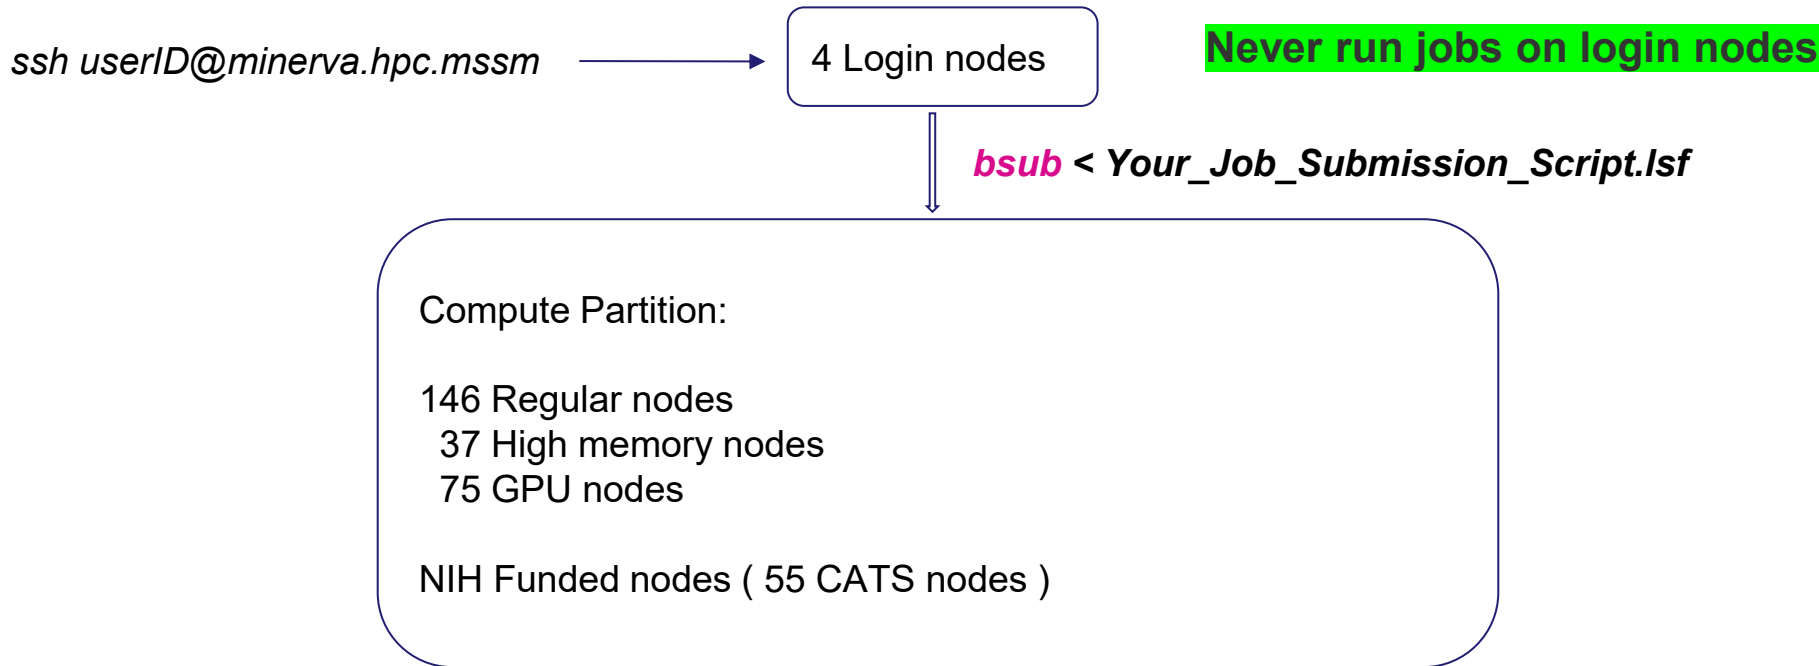 ssh userID@minerva.hpc.mssm
4 Login nodes
Never run jobs on login nodes
bsub < Your_Job_Submission_Script.lsf
Compute Partition:
146 Regular nodes
37 High memory nodes
75 GPU nodes
NIH Funded nodes ( 55 CATS nodes )